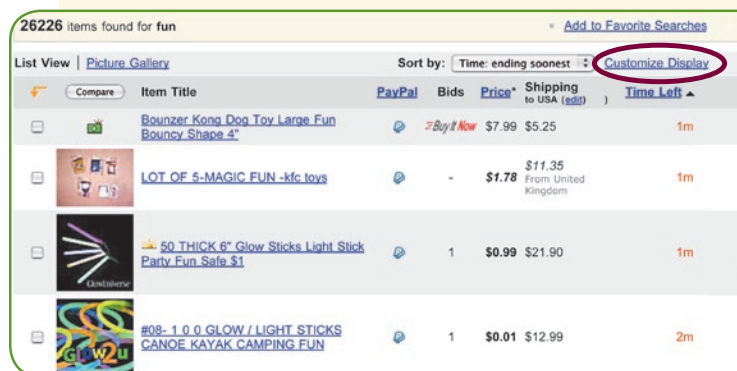 26226 items found for fun
Add to Favorite Searches
List View | Picture Gallery
Sort by: Time: ending soonest
Customize Display
Compare Item Title PayPal Bids Price* Shipping to USA (edit) ) Time Left
Bounzer Kong Dog Toy Large Fun
Bouncy Shape 4"
Buy It Now $7.99 $5.25 1m
LOT OF 5-MAGIC FUN -kfc toys - $1.78 $11.35
From United
Kingdom
1m
50 THICK 6" Glow Sticks Light Stick
Party Fun Safe $1
1 $0.99 $21.90 1m
GlowUniverse
#08- 1 0 0 GLOW / LIGHT STICKS
CANOE KAYAK CAMPING FUN
1 $0.01 $12.99 2m
Glow2u